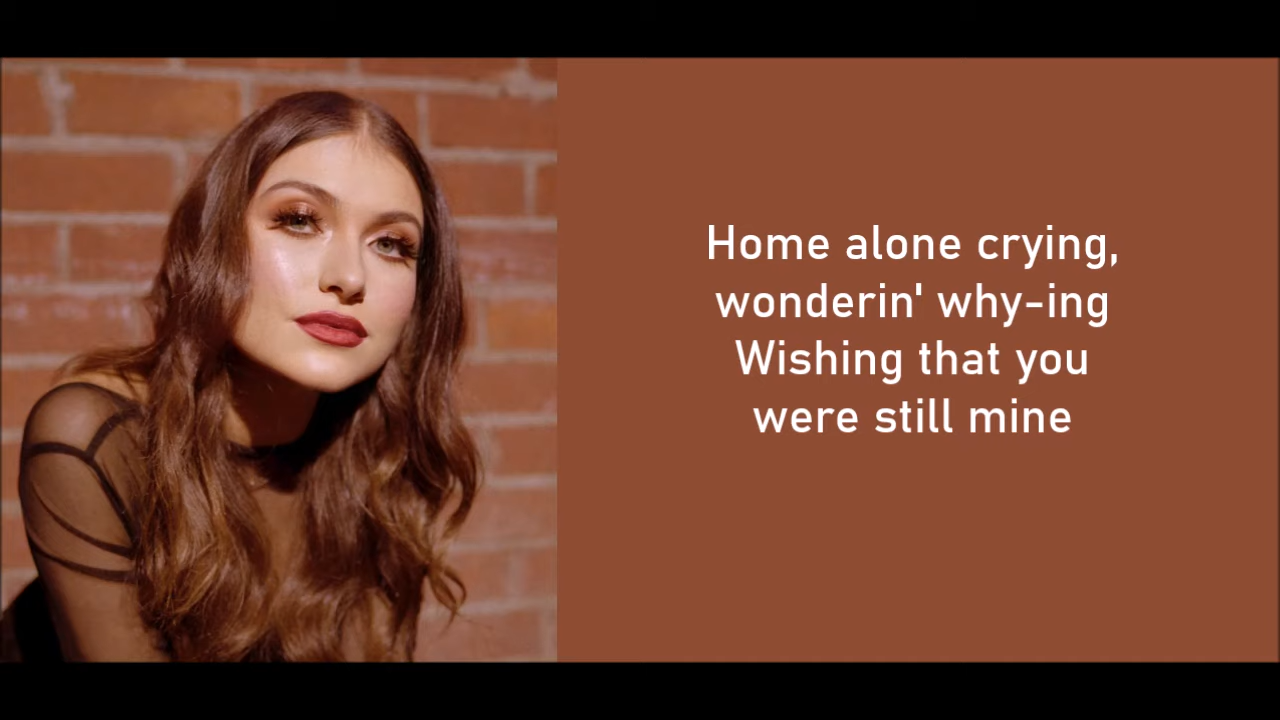 Home alone crying,
wonderin' why-ing
Wishing that you
were still mine